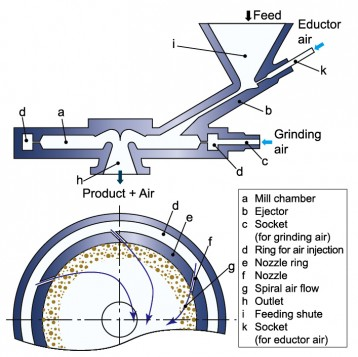 Feed
Eductor
air
i
k
d
a
b
Grinding
air
h
d
c
Product + Air
d
e
f
g
a Mill chamber
b Ejector
c Socket
(for grinding air)
d Ring for air injection
e Nozzle ring
f Nozzle
g Spiral air flow
h Outlet
i Feeding shute
k Socket
(for eductor air)